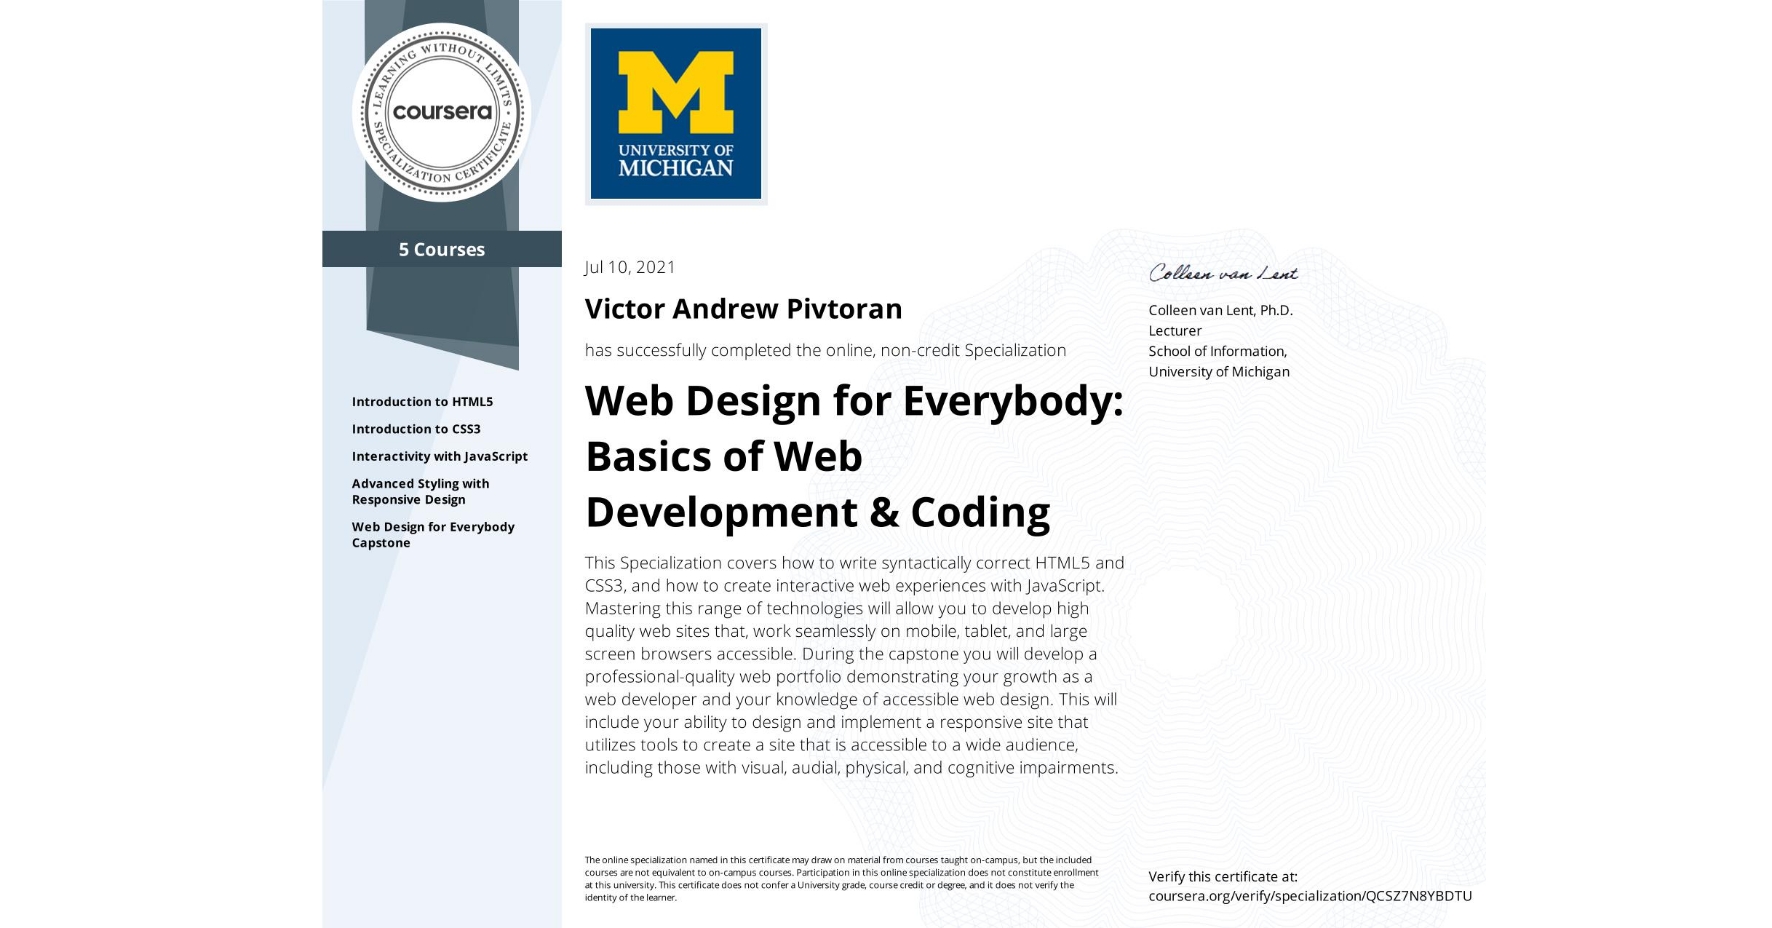 LEARNING WITHOUT LIMITS
coursera
SPECIALIZATION CERTIFICATE
5 Courses
Introduction to HTML5
Introduction to CSS3
Interactivity with JavaScript
Advanced Styling with
Responsive Design
Web Design for Everybody
Capstone
M
UNIVERSITY OF
MICHIGAN
Jul 10, 2021
Victor Andrew Pivtoran
has successfully completed the online, non-credit Specialization
Web Design for Everybody:
Basics of Web
Development & Coding
This Specialization covers how to write syntactically correct HTML5 and
CSS3, and how to create interactive web experiences with JavaScript.
Mastering this range of technologies will allow you to develop high
quality web sites that, work seamlessly on mobile, tablet, and large
screen browsers accessible. During the capstone you will develop a
professional-quality web portfolio demonstrating your growth as a
web developer and your knowledge of accessible web design. This will
include your ability to design and implement a responsive site that
utilizes tools to create a site that is accessible to a wide audience,
including those with visual, audial, physical, and cognitive impairments.
Colleen van Lent
Colleen van Lent, Ph.D.
Lecturer
School of Information,
University of Michigan
The online specialization named in this certificate may draw on material from courses taught on-campus, but the included
courses are not equivalent to on-campus courses. Participation in this online specialization does not constitute enrollment
at this university. This certificate does not confer a University grade, course credit or degree, and it does not verify the
identity of the learner.
Verify this certificate at:
coursera.org/verify/specialization/QCSZ7N8YBDTU